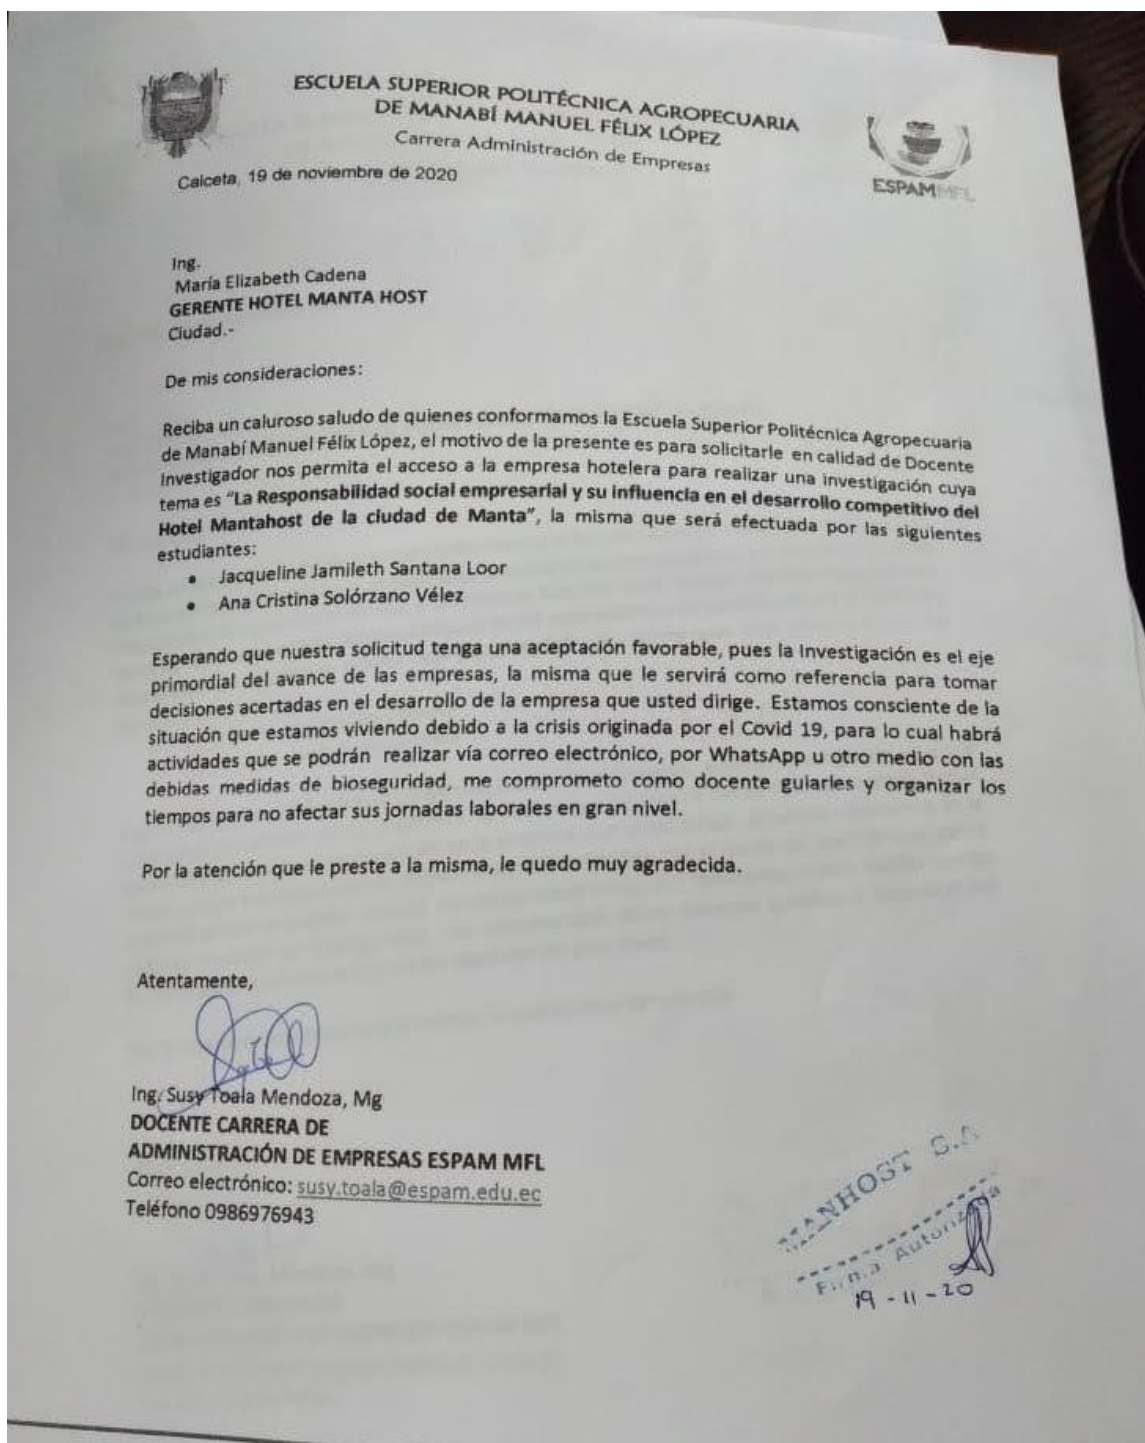 ESCUELA SUPERIOR POLITÉCNICA AGROPECUARIA
DE MANABÍ MANUEL FÉLIX LÓPEZ
Carrera Administración de Empresas
ESPAMMFL
Calceta, 19 de noviembre de 2020
Ing.
María Elizabeth Cadena
GERENTE HOTEL MANTA HOST
Ciudad.-
De mis consideraciones:
Reciba un caluroso saludo de quienes conformamos la Escuela Superior Politécnica Agropecuaria
de Manabí Manuel Félix López, el motivo de la presente es para solicitarle en calidad de Docente
Investigador nos permita el acceso a la empresa hotelera para realizar una investigación cuya
tema es "La Responsabilidad social empresarial y su influencia en el desarrollo competitivo del
Hotel Mantahost de la ciudad de Manta", la misma que será efectuada por las siguientes
estudiantes:
• Jacqueline Jamileth Santana Loor
• Ana Cristina Solórzano Vélez
Esperando que nuestra solicitud tenga una aceptación favorable, pues la Investigación es el eje
primordial del avance de las empresas, la misma que le servirá como referencia para tomar
decisiones acertadas en el desarrollo de la empresa que usted dirige. Estamos consciente de la
situación que estamos viviendo debido a la crisis originada por el Covid 19, para lo cual habrá
actividades que se podrán realizar vía correo electrónico, por WhatsApp u otro medio con las
debidas medidas de bioseguridad, me comprometo como docente guiarles y organizar los
tiempos para no afectar sus jornadas laborales en gran nivel.
Por la atención que le preste a la misma, le quedo muy agradecida.
Atentamente,
Ing. Susy Toala Mendoza, Mg
DOCENTE CARRERA DE
ADMINISTRACIÓN DE EMPRESAS ESPAM MFL
Correo electrónico: susy.toala@espam.edu.ec
Teléfono 0986976943
MANHOST S.A
Firma Autorizada
19 - 11 - 20